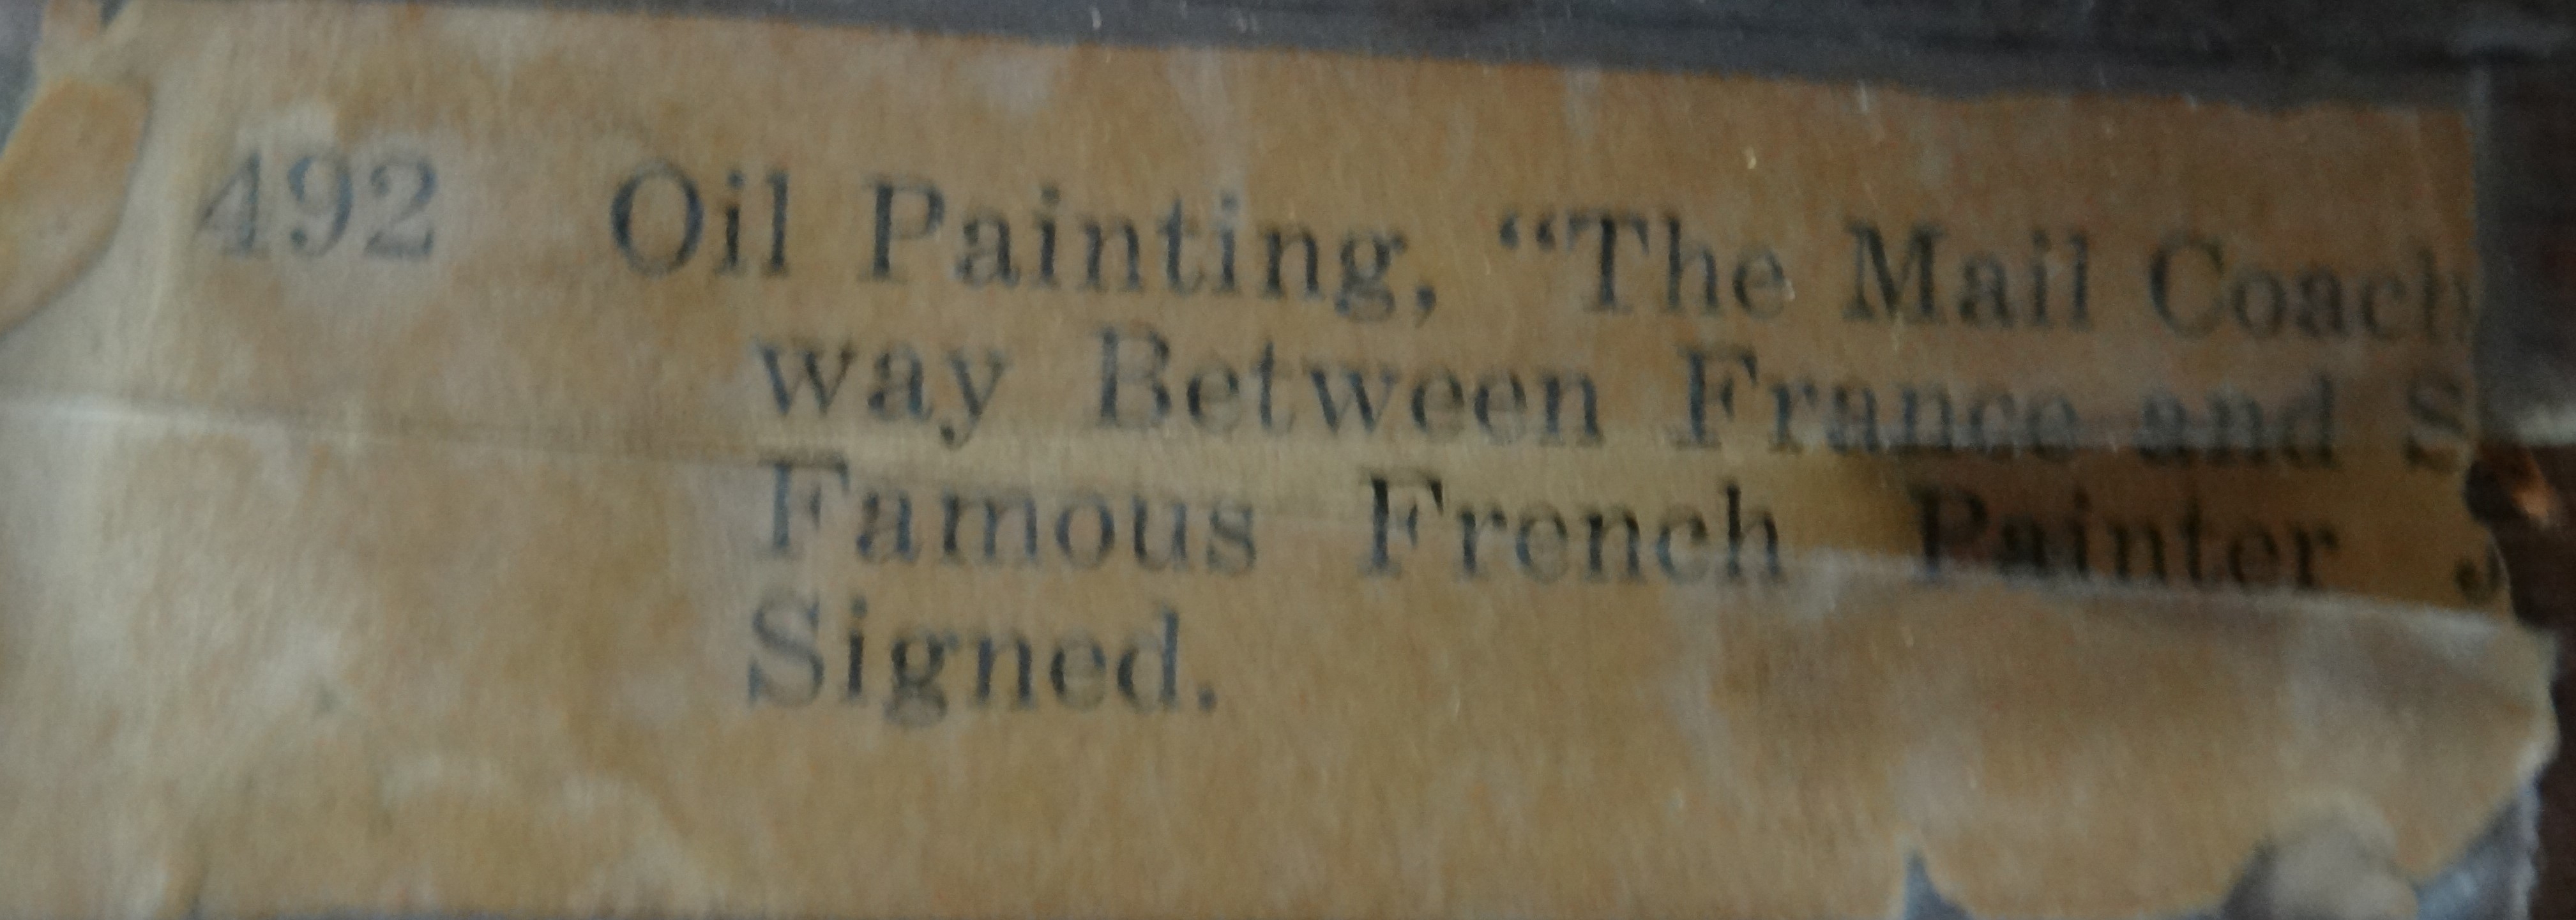 492 Oil Painting, “The Mail Coach
way Between France and S
Famous French Painter J
Signed.